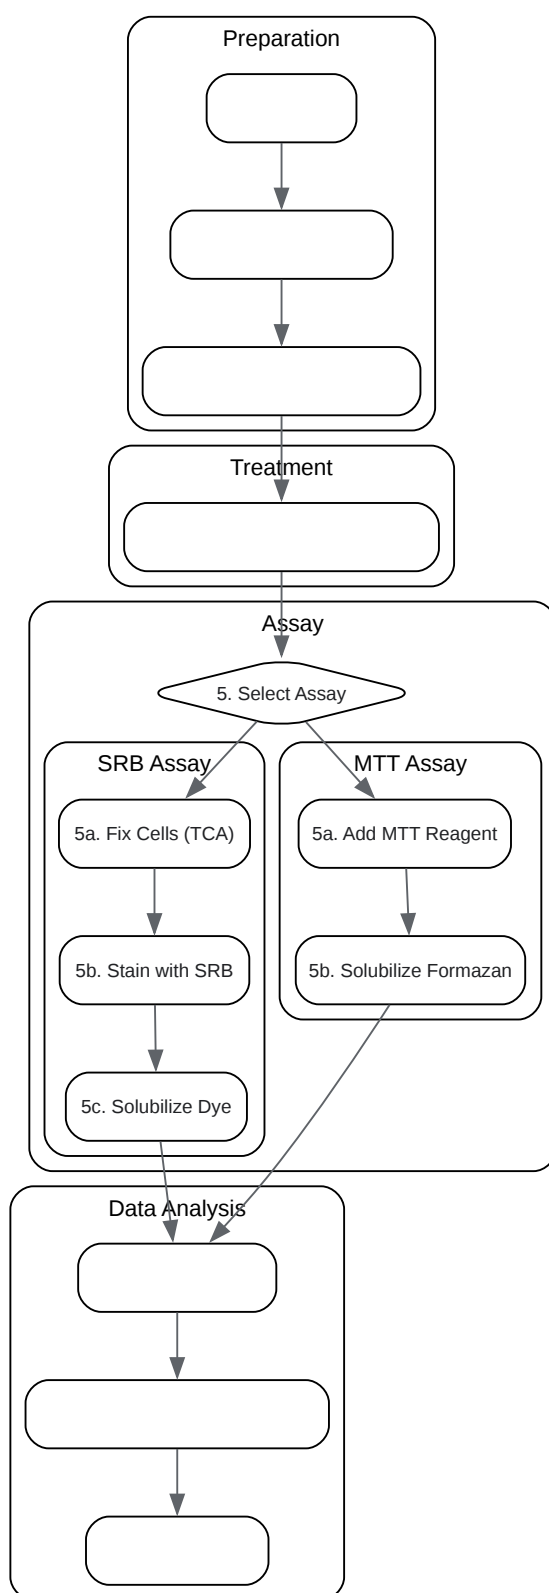 Preparation
Treatment
Assay
5. Select Assay
SRB Assay
MTT Assay
5a. Fix Cells (TCA)
5a. Add MTT Reagent
5b. Stain with SRB
5b. Solubilize Formazan
5c. Solubilize Dye
Data Analysis